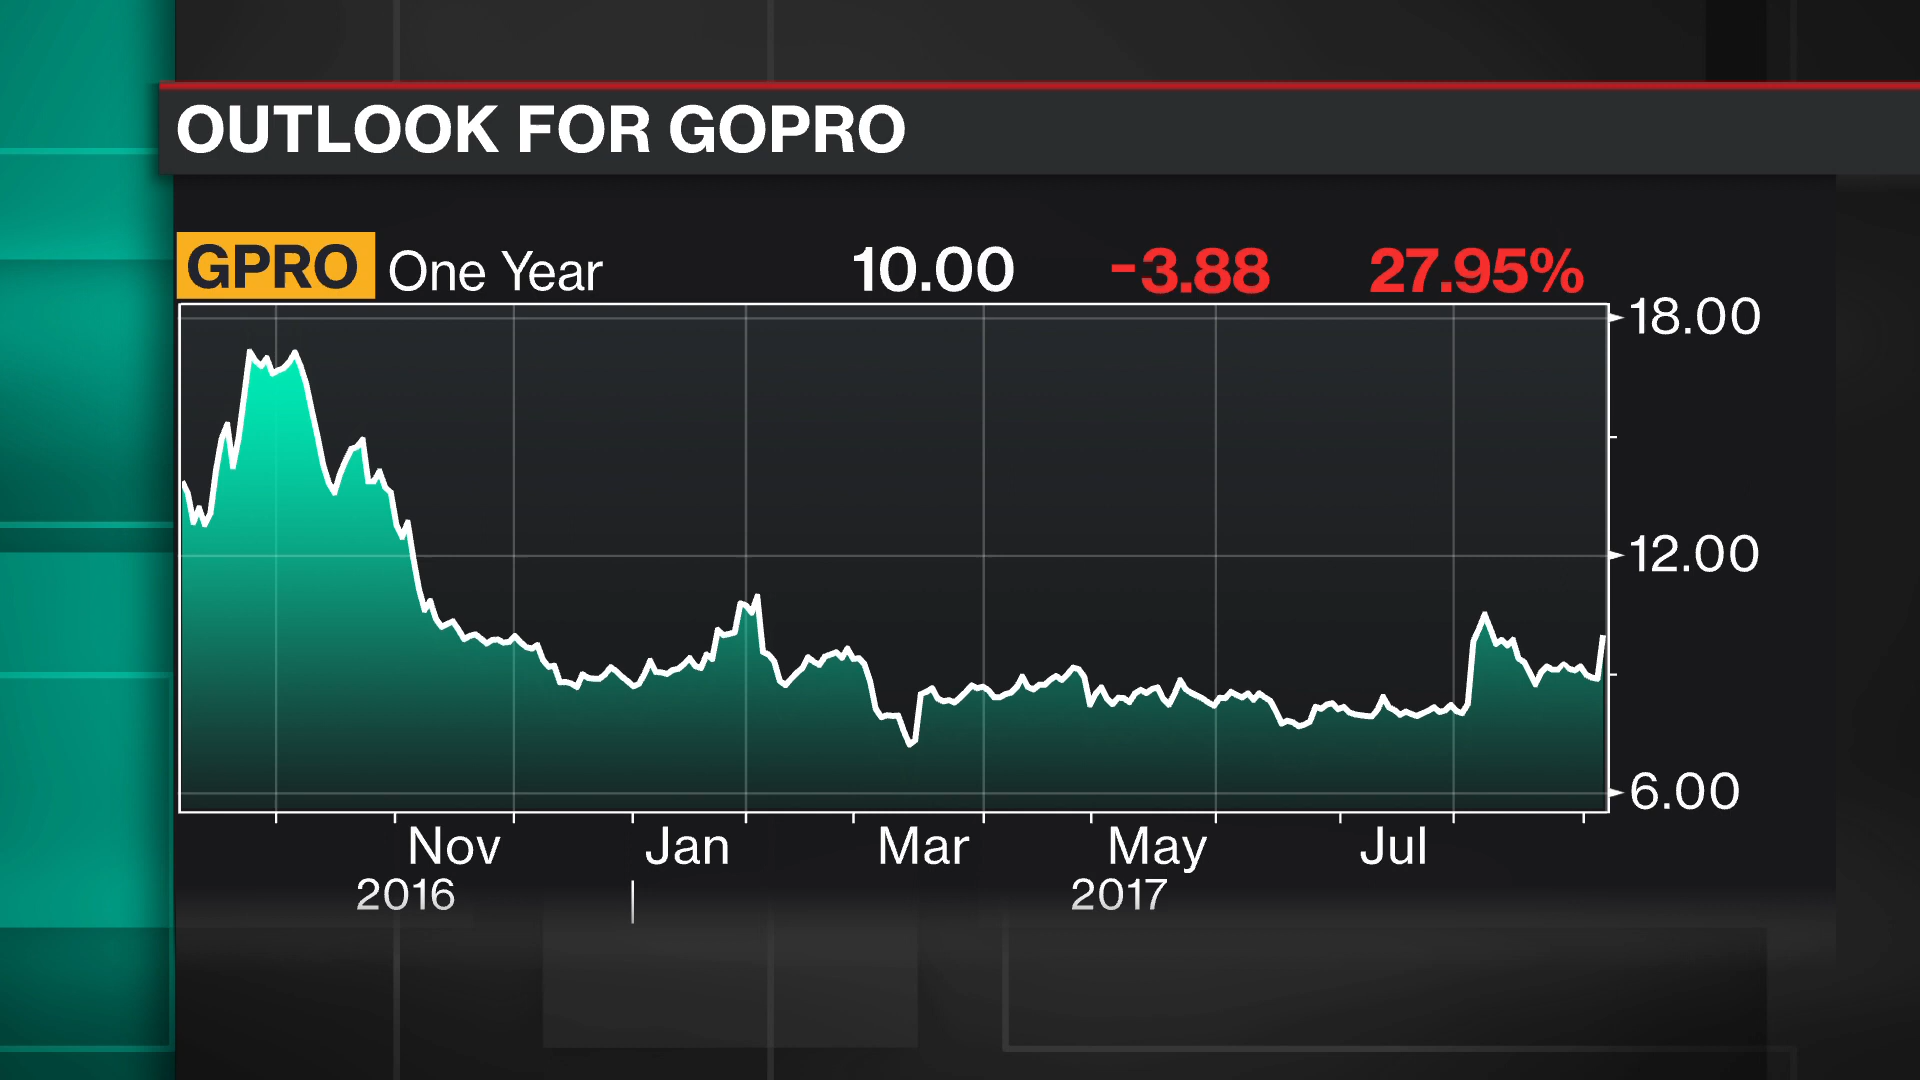 OUTLOOK FOR GOPRO
GPRO One Year 10.00 -3.88 27.95%
18.00
12.00
6.00
Nov Jan Mar May Jul
2016 2017